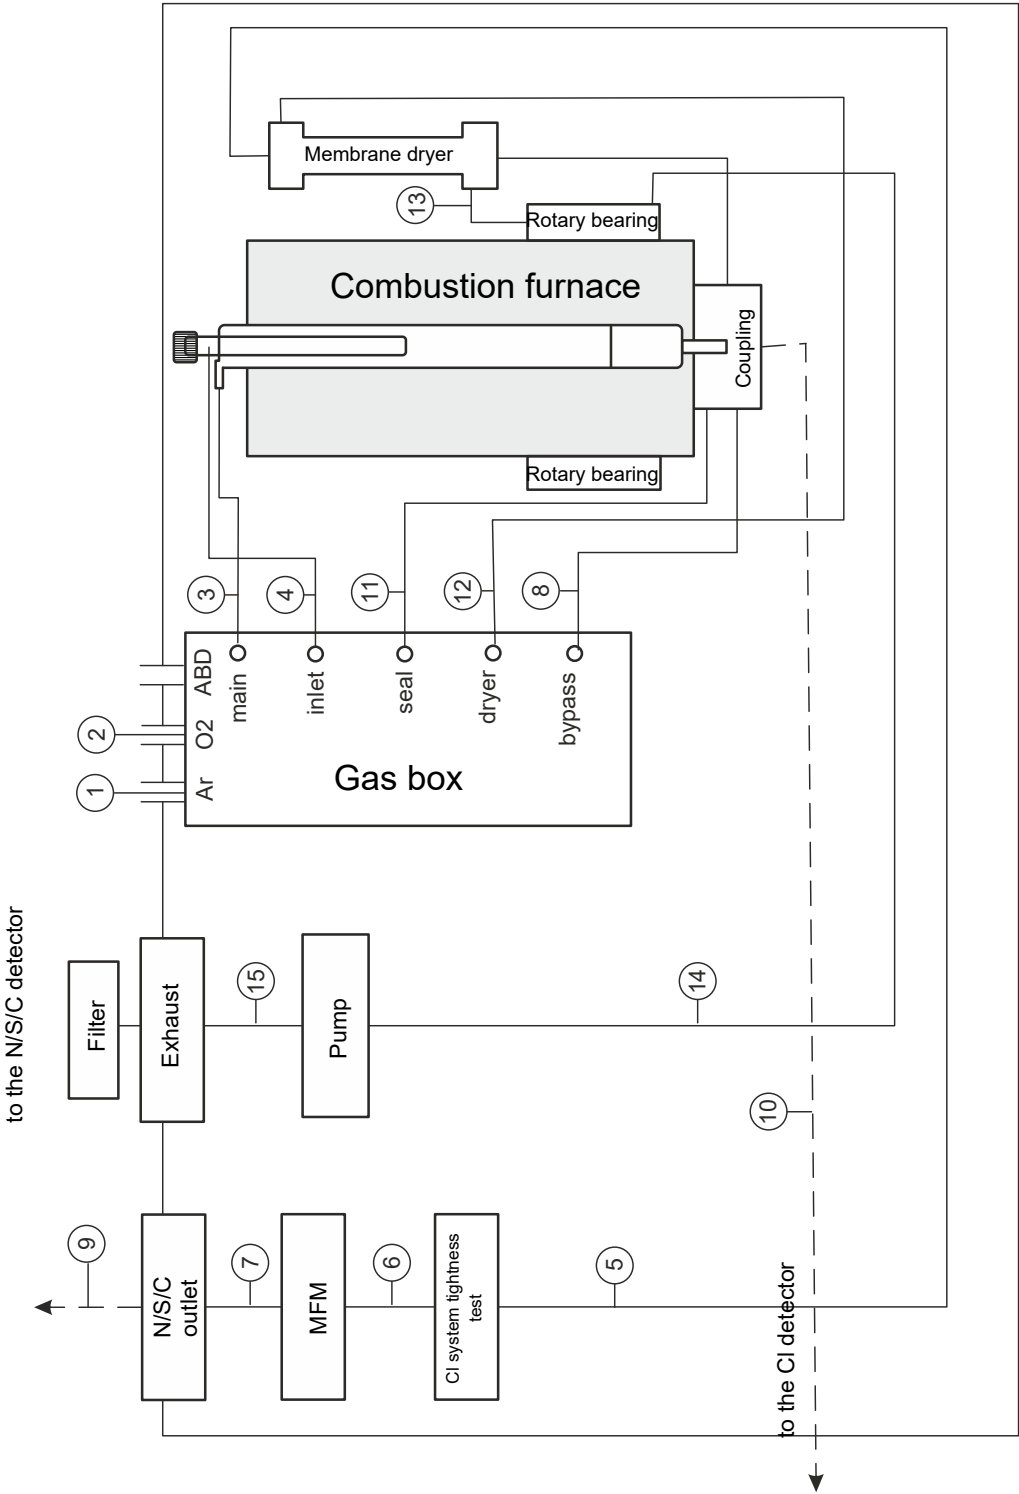 Membrane dryer
13
Rotary bearing
Combustion furnace
Coupling
Rotary bearing
3
4
11
12
8
ABD
main
inlet
seal
dryer
bypass
2
O2
1
Ar
Gas box
to the N/S/C detector
Filter
Exhaust
15
Pump
14
10
9
N/S/C
outlet
7
MFM
6
CI system tightness
test
5
to the CI detector